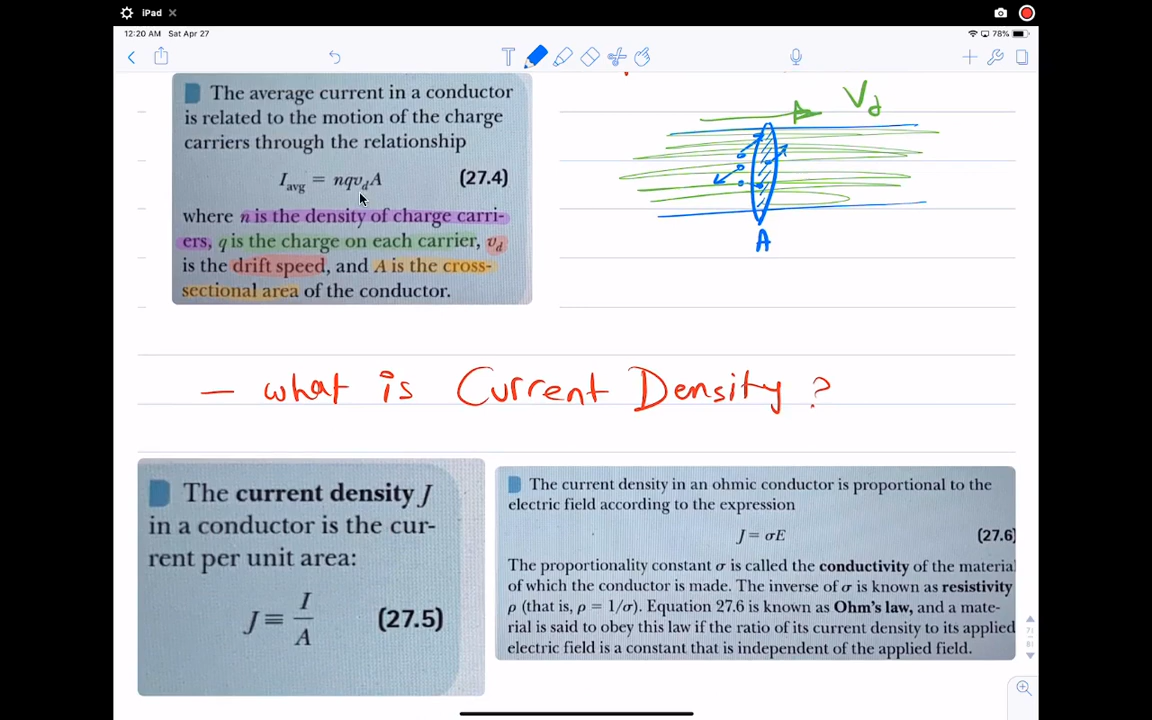 iPad
12:20 AM Sat Apr 27
78%
The average current in a conductor
is related to the motion of the charge
carriers through the relationship
I_avg = nqv_dA (27.4)
where n is the density of charge carri-
ers, q is the charge on each carrier, v_d
is the drift speed, and A is the cross-
sectional area of the conductor.
V_d
A
— what is Current Density ?
The current density J
in a conductor is the cur-
rent per unit area:
J ≡ I/A (27.5)
The current density in an ohmic conductor is proportional to the
electric field according to the expression
J = σE (27.6)
The proportionality constant σ is called the conductivity of the materia
of which the conductor is made. The inverse of σ is known as resistivity
ρ (that is, ρ = 1/σ). Equation 27.6 is known as Ohm's law, and a mate-
rial is said to obey this law if the ratio of its current density to its applied
electric field is a constant that is independent of the applied field.